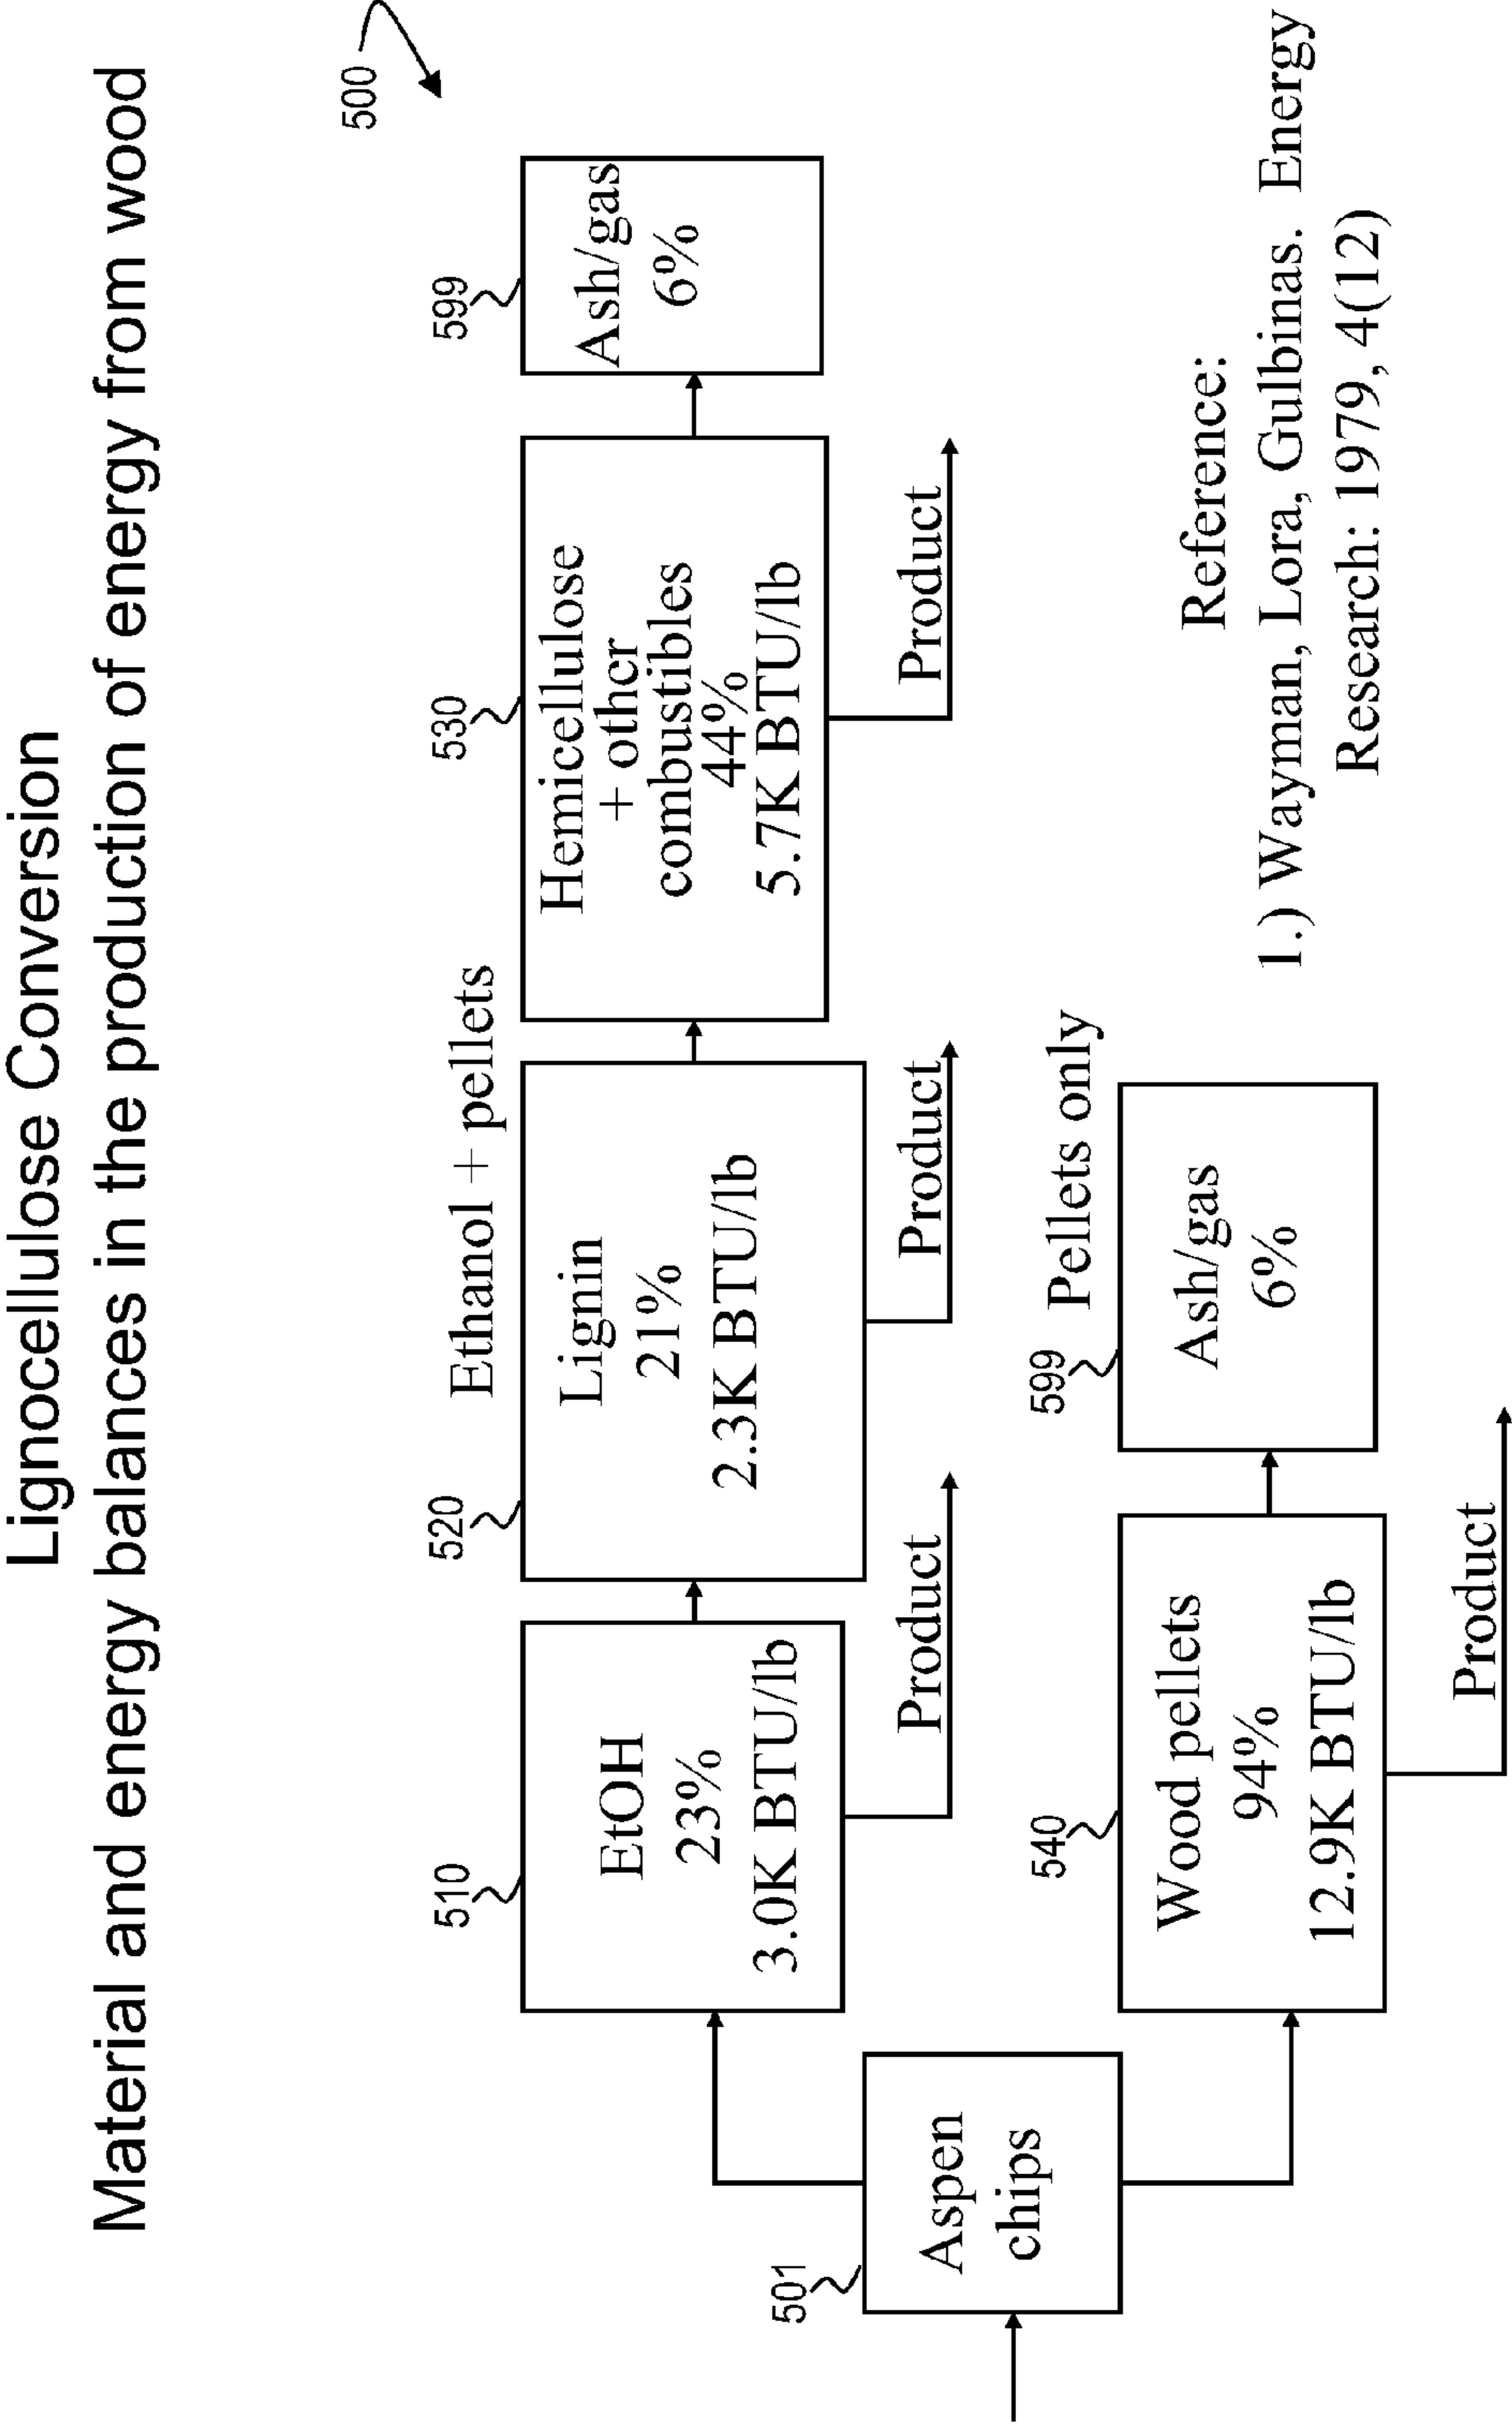 Lignocellulose Conversion
Material and energy balances in the production of energy from wood
500
Ethanol + pellets
510
EtOH
23%
3.0K BTU/lb
Product
520
Lignin
21%
2.3K BTU/lb
Product
530
Hemicellulose
+ other
combustibles
44%
5.7K BTU/lb
Product
599
Ash/gas
6%
501
Aspen
chips
Pellets only
540
Wood pellets
94%
12.9K BTU/lb
Product
599
Ash/gas
6%
Reference:
1.) Wayman, Lora, Gulbinas. Energy
Research: 1979, 4(12)